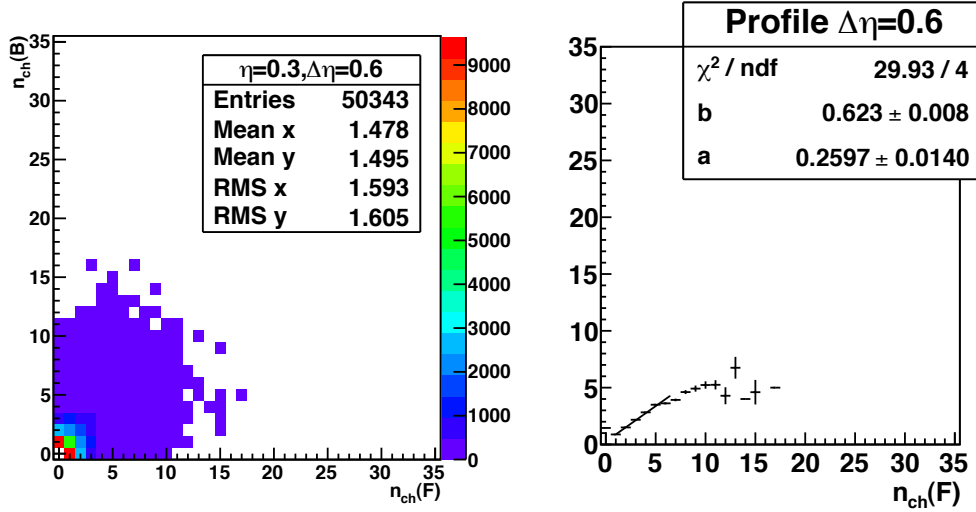 n_ch(B)
35
30
25
20
15
10
5
0
0 5 10 15 20 25 30 35
n_ch(F)
η=0.3,Δη=0.6
Entries 50343
Mean x 1.478
Mean y 1.495
RMS x 1.593
RMS y 1.605
9000
8000
7000
6000
5000
4000
3000
2000
1000
0
Profile Δη=0.6
χ² / ndf 29.93 / 4
b 0.623 ± 0.008
a 0.2597 ± 0.0140
35
30
25
20
15
10
5
0
0 5 10 15 20 25 30 35
n_ch(F)